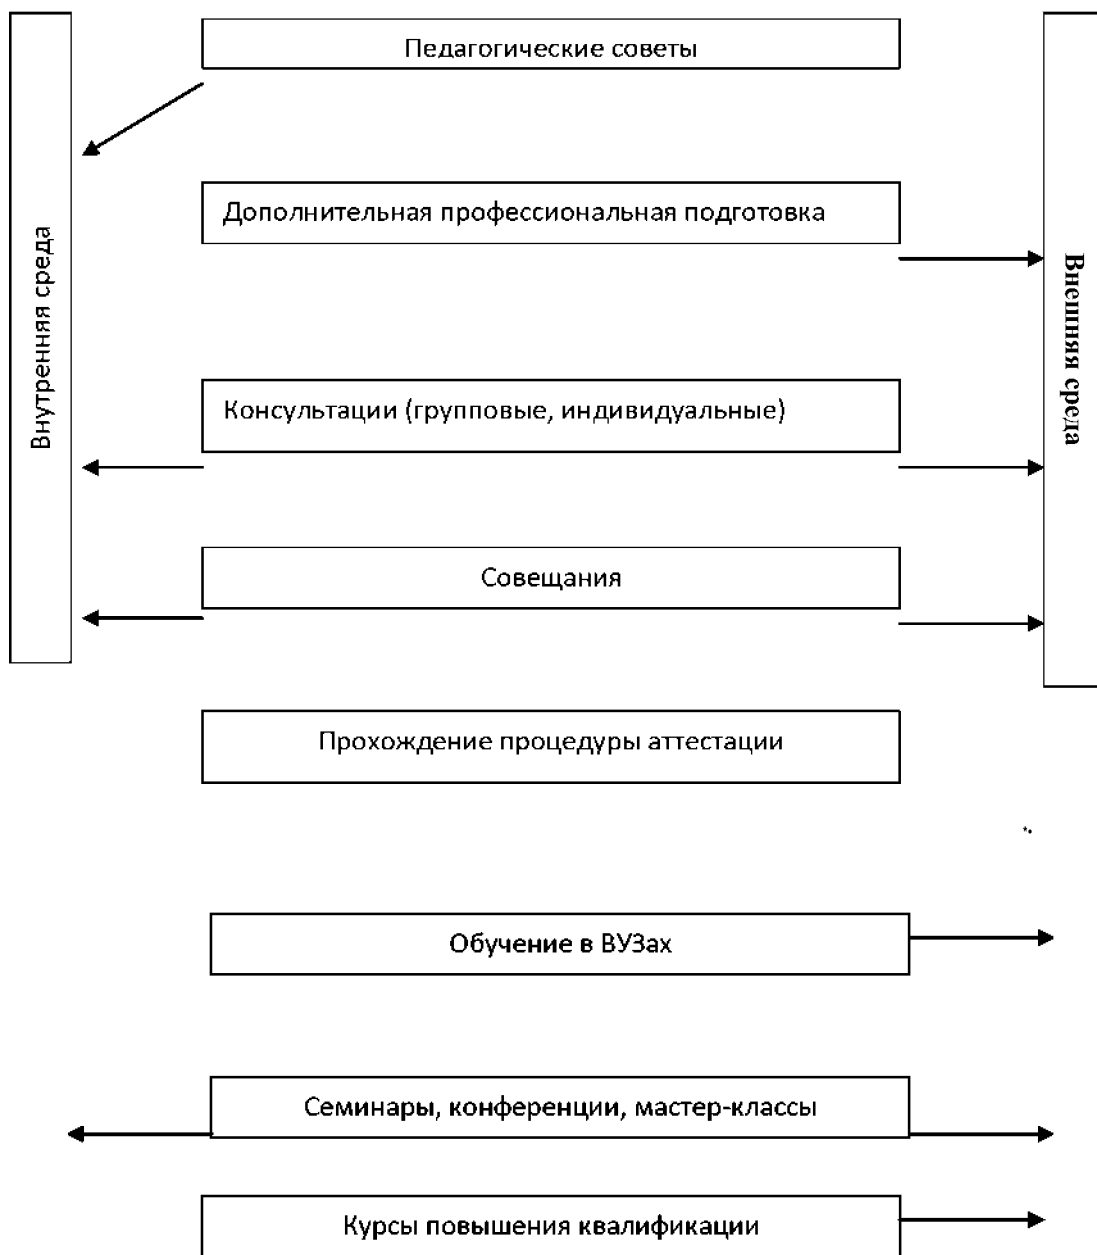 Педагогические советы
Дополнительная профессиональная подготовка
Внутренняя среда
Внешняя среда
Консультации (групповые, индивидуальные)
Совещания
Прохождение процедуры аттестации
Обучение в ВУЗах
Семинары, конференции, мастер-классы
Курсы повышения квалификации